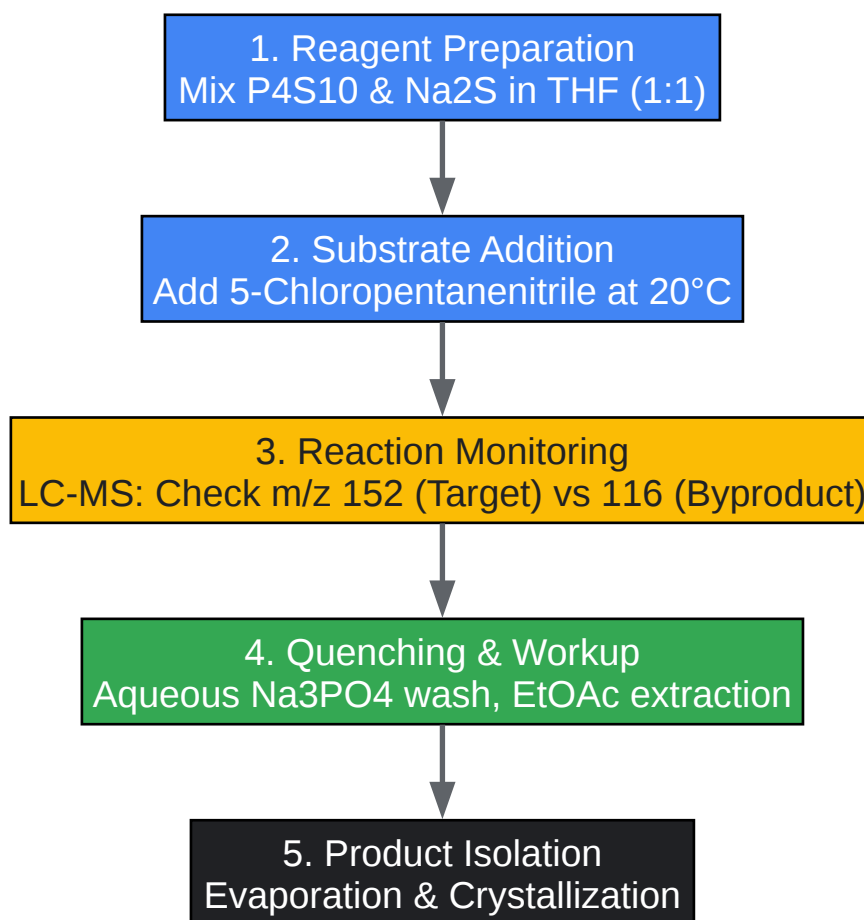 1. Reagent Preparation
Mix P4S10 & Na2S in THF (1:1)
2. Substrate Addition
Add 5-Chloropentanenitrile at 20°C
3. Reaction Monitoring
LC-MS: Check m/z 152 (Target) vs 116 (Byproduct)
4. Quenching & Workup
Aqueous Na3PO4 wash, EtOAc extraction
5. Product Isolation
Evaporation & Crystallization